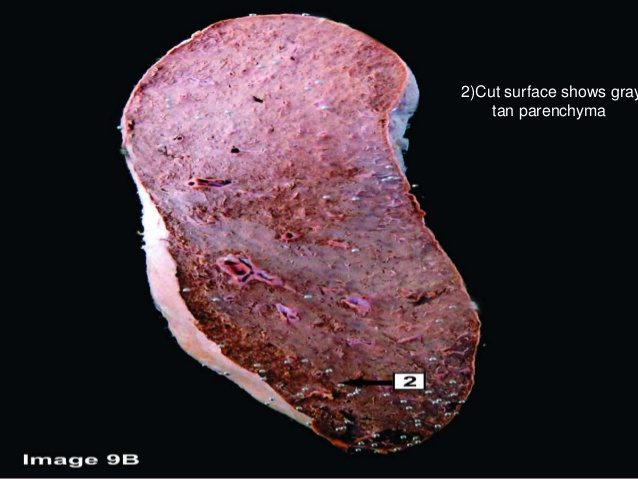 2)Cut surface shows gray
tan parenchyma
2
Image 9B